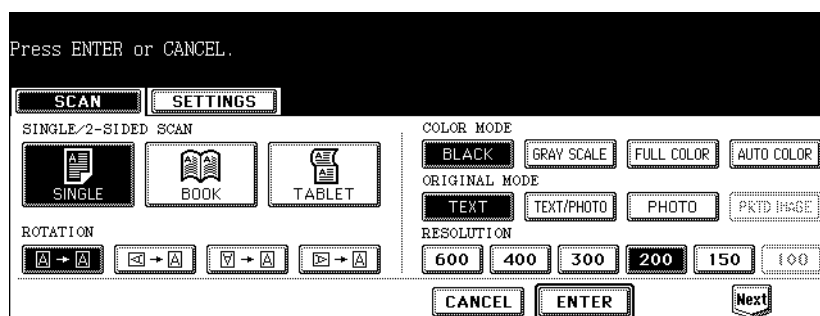 Press ENTER or CANCEL.
SCAN SETTINGS
SINGLE/2-SIDED SCAN
SINGLE BOOK TABLET
ROTATION
A → A A → A A → A A → A
COLOR MODE
BLACK GRAY SCALE FULL COLOR AUTO COLOR
ORIGINAL MODE
TEXT TEXT/PHOTO PHOTO PRTD IMAGE
RESOLUTION
600 400 300 200 150 100
CANCEL ENTER Next